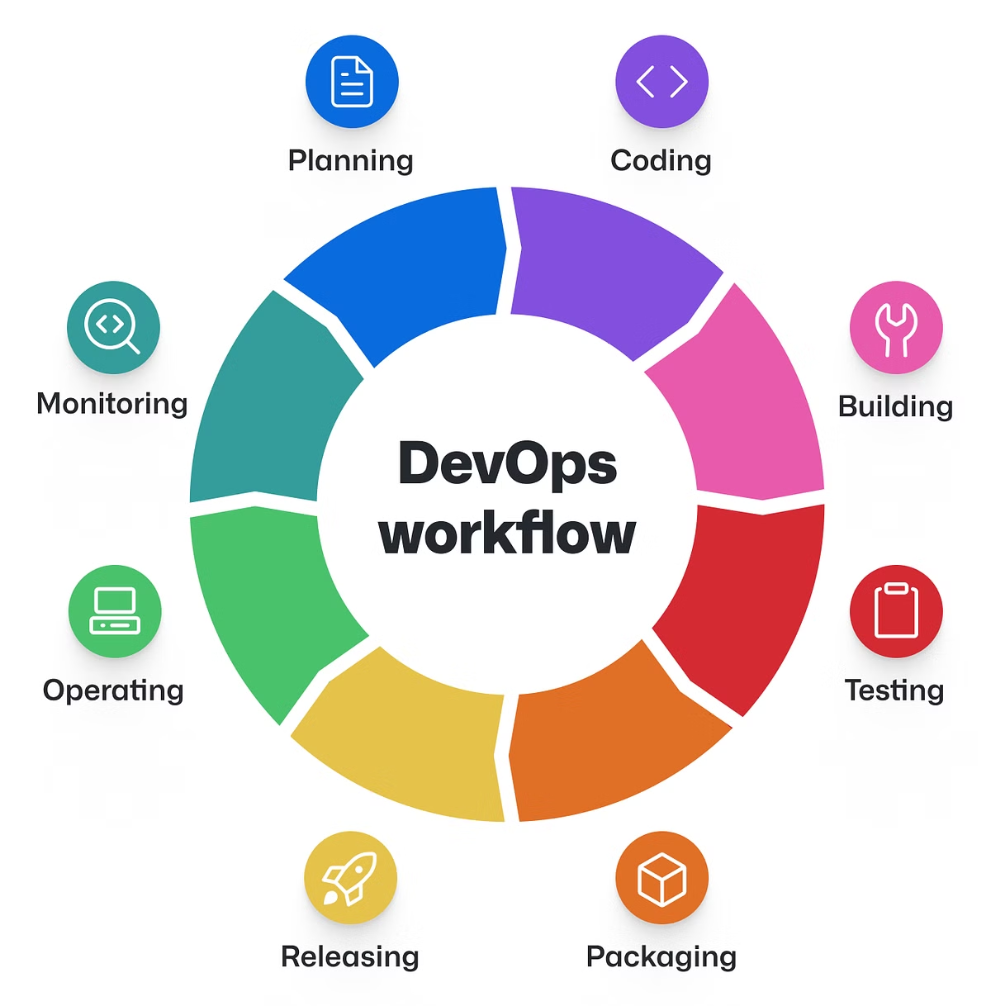 Planning
Coding
Monitoring
Building
DevOps
workflow
Operating
Testing
Releasing
Packaging